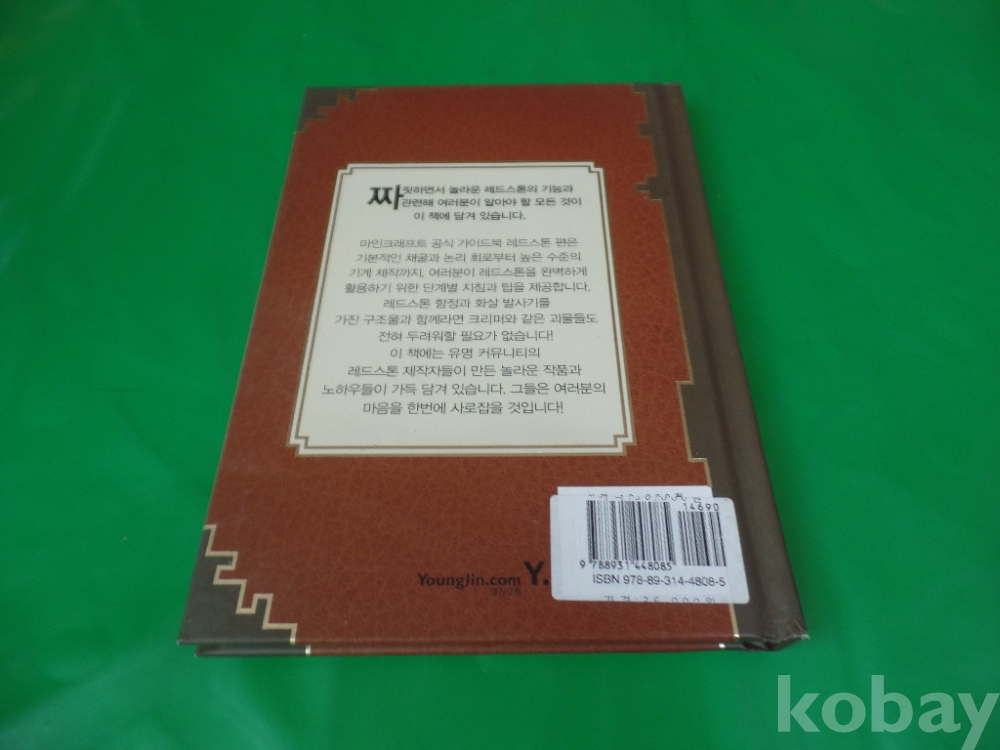 짜릿하면서 놀라운 레드스톤의 기능과
관련해 여러분이 알아야 할 모든 것이
이 책에 담겨 있습니다.
마인크래프트 공식 가이드북 레드스톤 편은
기본적인 채굴과 논리 회로부터 높은 수준의
기계 제작까지, 여러분이 레드스톤을 완벽하게
활용하기 위한 단계별 지침과 팁을 제공합니다.
레드스톤 함정과 화살 발사기를
가진 구조물과 함께라면 크리퍼와 같은 괴물들도
전혀 두려워할 필요가 없습니다!
이 책에는 유명 커뮤니티의
레드스톤 제작자들이 만든 놀라운 작품과
노하우들이 가득 담겨 있습니다. 그들은 여러분의
마음을 한번에 사로잡을 것입니다!
14690
9 788931 448085
ISBN 978-89-314-4808-5
YoungJin.com Y.
영진닷컴
kobay